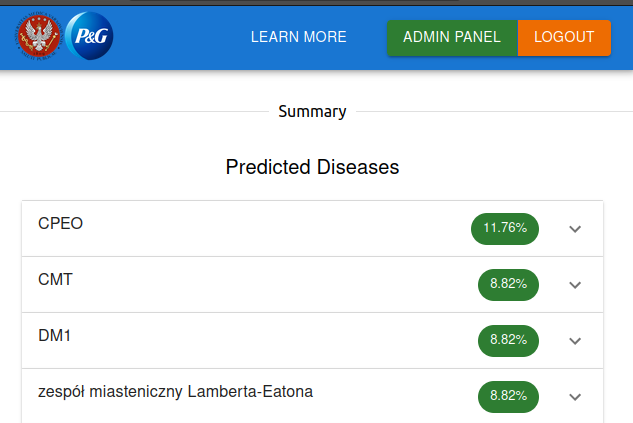 P&G
LEARN MORE
ADMIN PANEL
LOGOUT
Summary
Predicted Diseases
CPEO
11.76%
CMT
8.82%
DM1
8.82%
zespół miasteniczny Lamberta-Eatona
8.82%